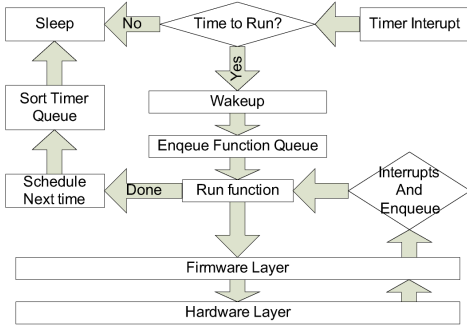 Sleep
No
Time to Run?
Timer Interupt
Yes
Sort Timer
Queue
Wakeup
Enqeue Function Queue
Schedule
Next time
Done
Run function
Interrupts
And
Enqueue
Firmware Layer
Hardware Layer